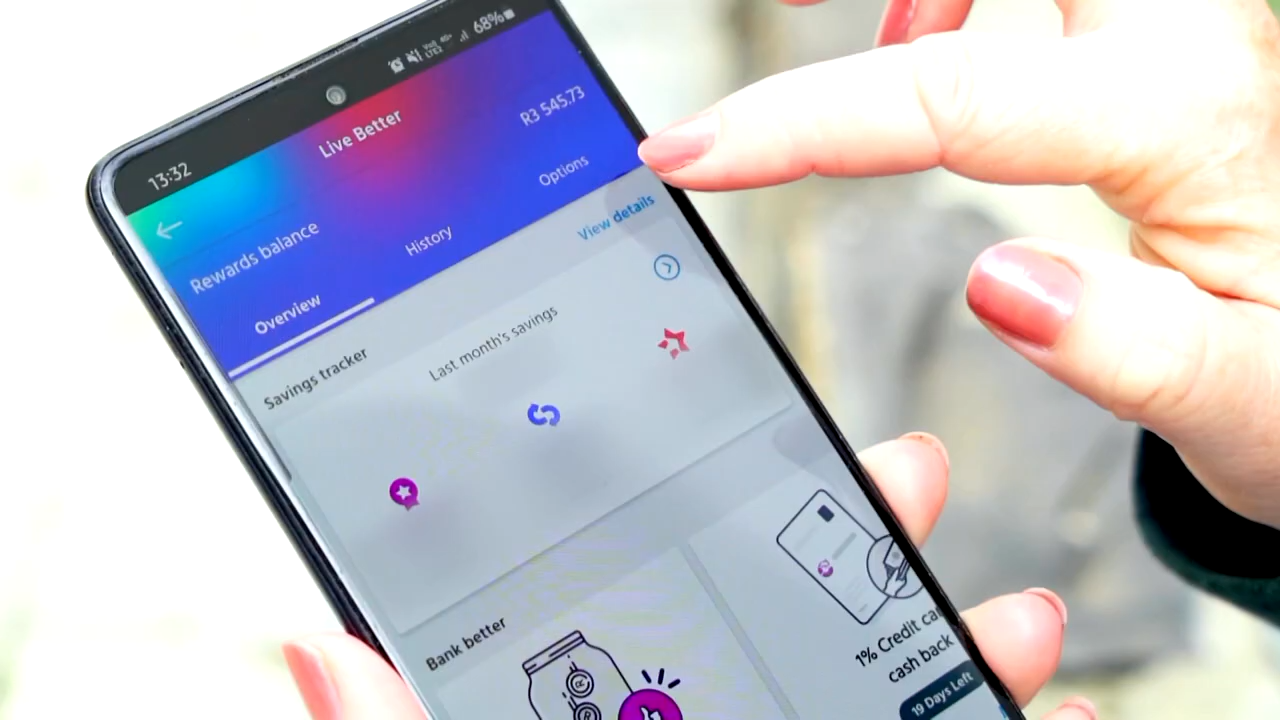 13:32
68%
Live Better
Rewards balance
R3 545,73
Overview
History
Options
Savings tracker
View details
Last month's savings
Bank better
1% Credit ca
cash back
19 Days Left